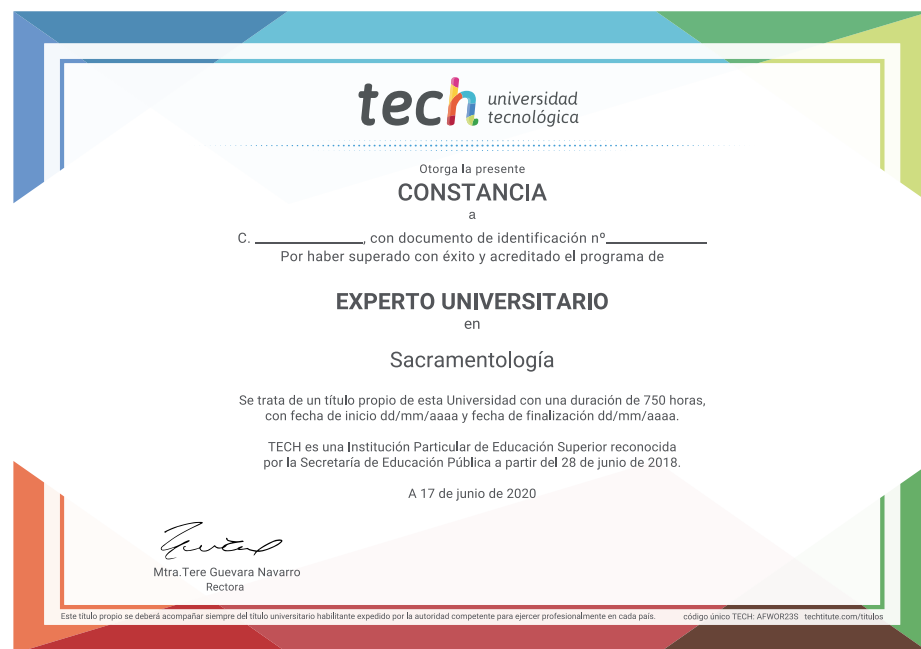 tech universidad
tecnológica
Otorga la presente
CONSTANCIA
a
C. ____________, con documento de identificación nº___________
Por haber superado con éxito y acreditado el programa de
EXPERTO UNIVERSITARIO
en
Sacramentología
Se trata de un título propio de esta Universidad con una duración de 750 horas,
con fecha de inicio dd/mm/aaaa y fecha de finalización dd/mm/aaaa.
TECH es una Institución Particular de Educación Superior reconocida
por la Secretaría de Educación Pública a partir del 28 de junio de 2018.
A 17 de junio de 2020
Mtra.Tere Guevara Navarro
Rectora
Este título propio se deberá acompañar siempre del título universitario habilitante expedido por la autoridad competente para ejercer profesionalmente en cada país. código único TECH: AFWOR23S techtitute.com/titulos